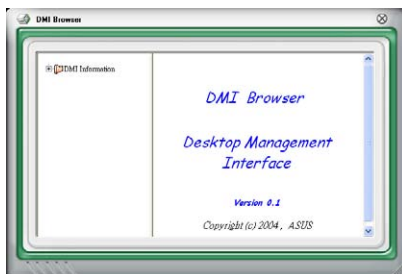 DMI Browser
DMI Information
DMI Browser
Desktop Management
Interface
Version 0.1
Copyright (c) 2004, ASUS